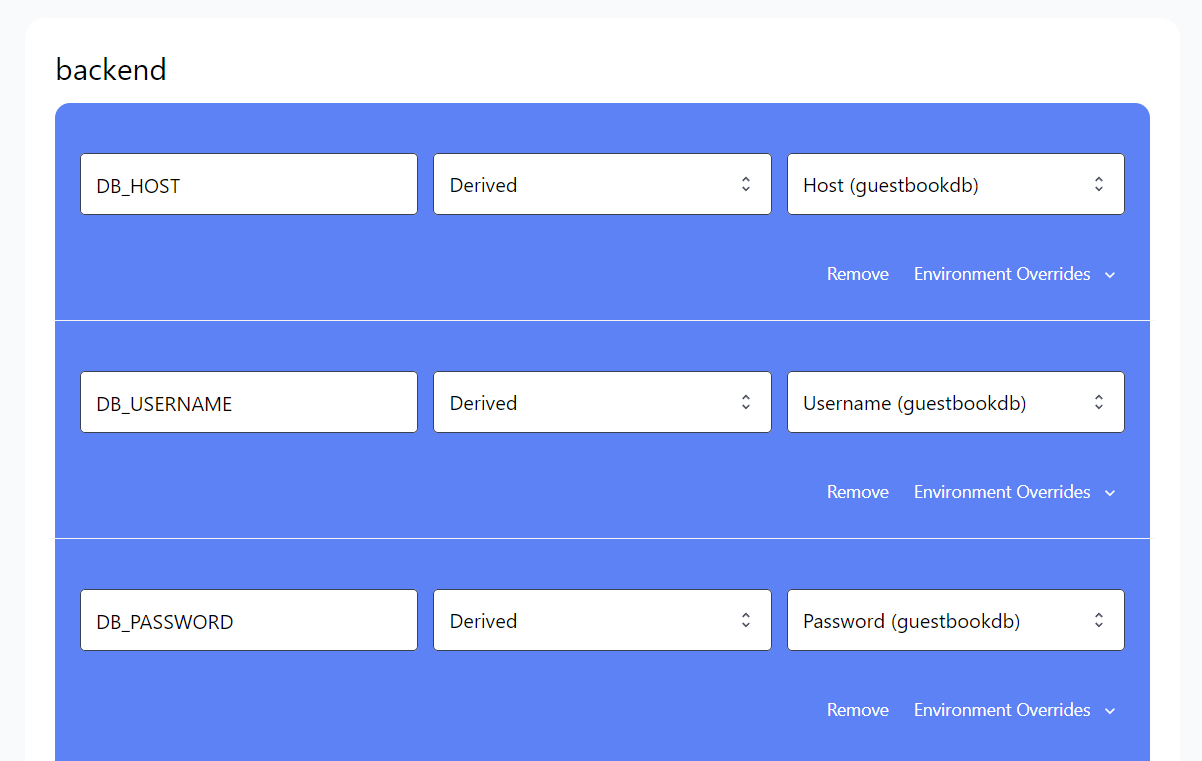 backend
DB_HOST Derived Host (guestbookdb)
Remove Environment Overrides
DB_USERNAME Derived Username (guestbookdb)
Remove Environment Overrides
DB_PASSWORD Derived Password (guestbookdb)
Remove Environment Overrides